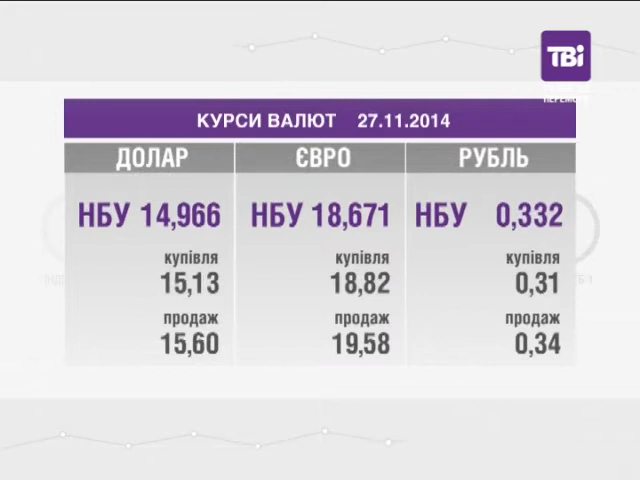 ТВі
КУРСИ ВАЛЮТ 27.11.2014
ДОЛАР ЄВРО РУБЛЬ
НБУ 14,966 НБУ 18,671 НБУ 0,332
купівля купівля купівля
15,13 18,82 0,31
продаж продаж продаж
15,60 19,58 0,34